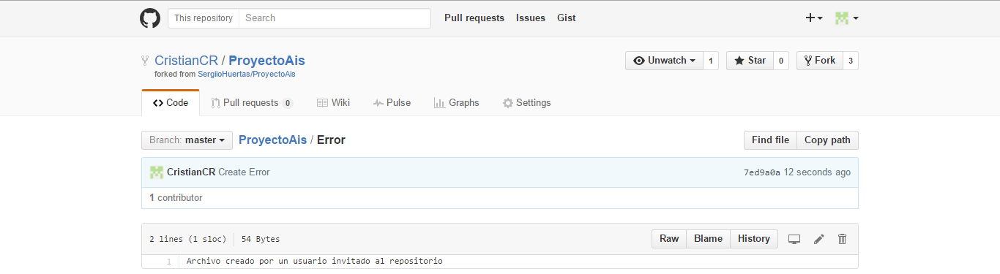 This repository Search Pull requests Issues Gist
CristianCR / ProyectoAis Unwatch 1 Star 0 Fork 3
forked from SergiioHuertas/ProyectoAis
Code Pull requests 0 Wiki Pulse Graphs Settings
Branch: master ProyectoAis / Error Find file Copy path
CristianCR Create Error 7ed9a0a 12 seconds ago
1 contributor
2 lines (1 sloc) 54 Bytes Raw Blame History
1 Archivo creado por un usuario invitado al repositorio